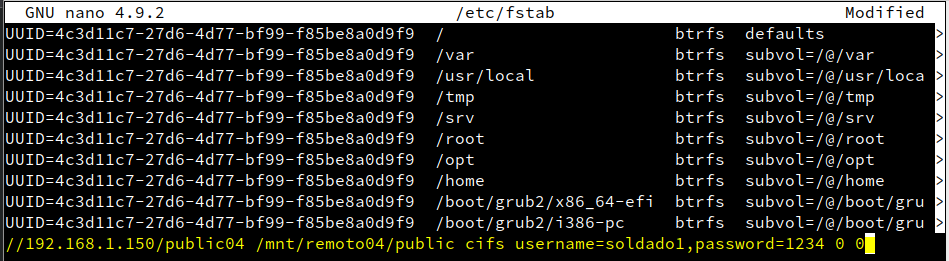 GNU nano 4.9.2 /etc/fstab Modified
UUID=4c3d11c7-27d6-4d77-bf99-f85be8a0d9f9 / btrfs defaults >
UUID=4c3d11c7-27d6-4d77-bf99-f85be8a0d9f9 /var btrfs subvol=/@/var >
UUID=4c3d11c7-27d6-4d77-bf99-f85be8a0d9f9 /usr/local btrfs subvol=/@/usr/loca>
UUID=4c3d11c7-27d6-4d77-bf99-f85be8a0d9f9 /tmp btrfs subvol=/@/tmp >
UUID=4c3d11c7-27d6-4d77-bf99-f85be8a0d9f9 /srv btrfs subvol=/@/srv >
UUID=4c3d11c7-27d6-4d77-bf99-f85be8a0d9f9 /root btrfs subvol=/@/root >
UUID=4c3d11c7-27d6-4d77-bf99-f85be8a0d9f9 /opt btrfs subvol=/@/opt >
UUID=4c3d11c7-27d6-4d77-bf99-f85be8a0d9f9 /home btrfs subvol=/@/home >
UUID=4c3d11c7-27d6-4d77-bf99-f85be8a0d9f9 /boot/grub2/x86_64-efi btrfs subvol=/@/boot/gru>
UUID=4c3d11c7-27d6-4d77-bf99-f85be8a0d9f9 /boot/grub2/i386-pc btrfs subvol=/@/boot/gru>
//192.168.1.150/public04 /mnt/remoto04/public cifs username=soldado1,password=1234 0 0